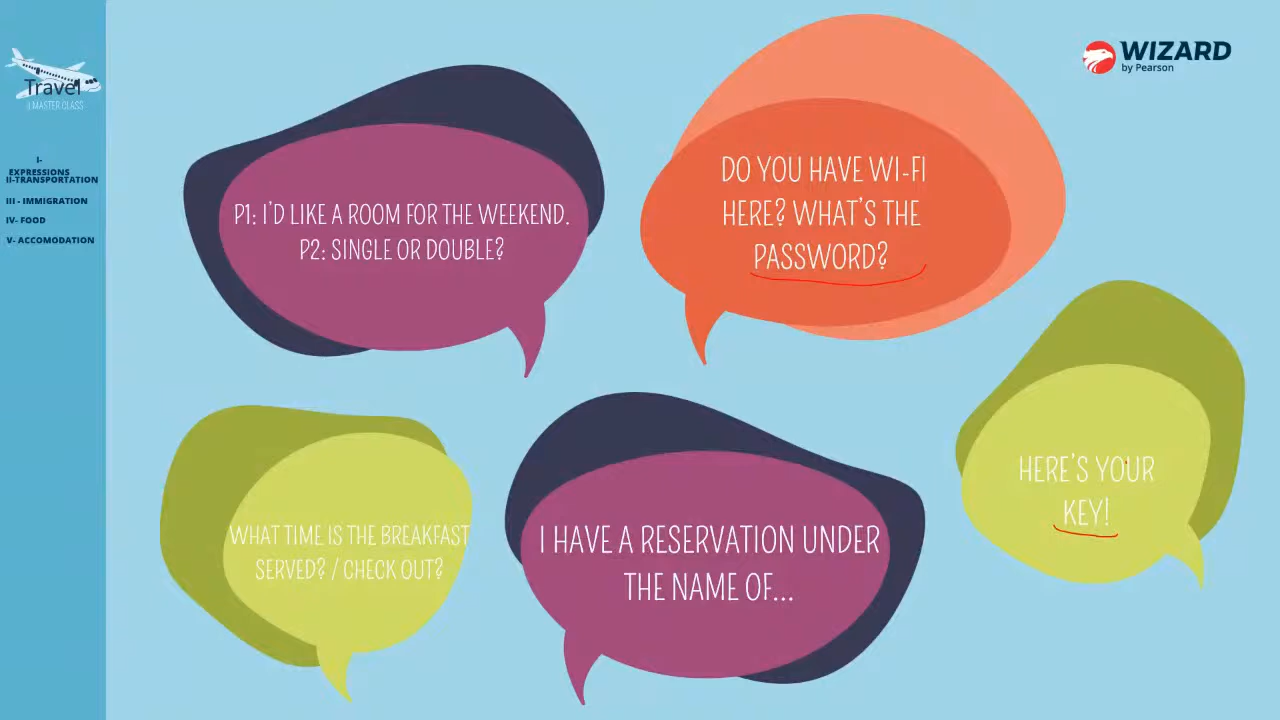 Travel
MASTER CLASS
I-
EXPRESSIONS
II-TRANSPORTATION
III - IMMIGRATION
IV- FOOD
V- ACCOMODATION
WIZARD
by Pearson
P1: I'D LIKE A ROOM FOR THE WEEKEND.
P2: SINGLE OR DOUBLE?
DO YOU HAVE WI-FI
HERE? WHAT'S THE
PASSWORD?
HERE'S YOUR
KEY!
WHAT TIME IS THE BREAKFAST
SERVED? / CHECK OUT?
I HAVE A RESERVATION UNDER
THE NAME OF...